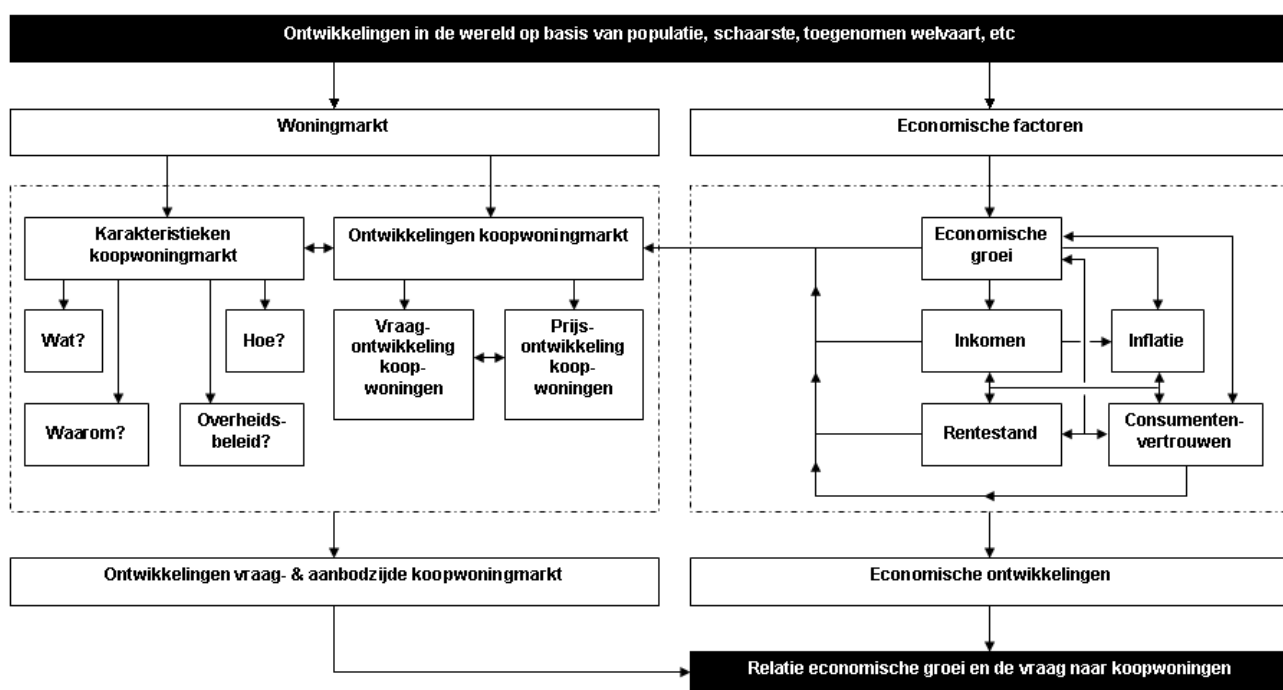 Ontwikkelingen in de wereld op basis van populatie, schaarste, toegenomen welvaart, etc
Woningmarkt
Economische factoren
Karakteristieken
koopwoningmarkt
Ontwikkelingen koopwoningmarkt
Economische
groei
Wat?
Hoe?
Vraag-
ontwikkeling
koop-
woningen
Prijs-
ontwikkeling
koop-
woningen
Inkomen
Inflatie
Waarom?
Overheids-
beleid?
Rentestand
Consumenten-
vertrouwen
Ontwikkelingen vraag- & aanbodzijde koopwoningmarkt
Economische ontwikkelingen
Relatie economische groei en de vraag naar koopwoningen